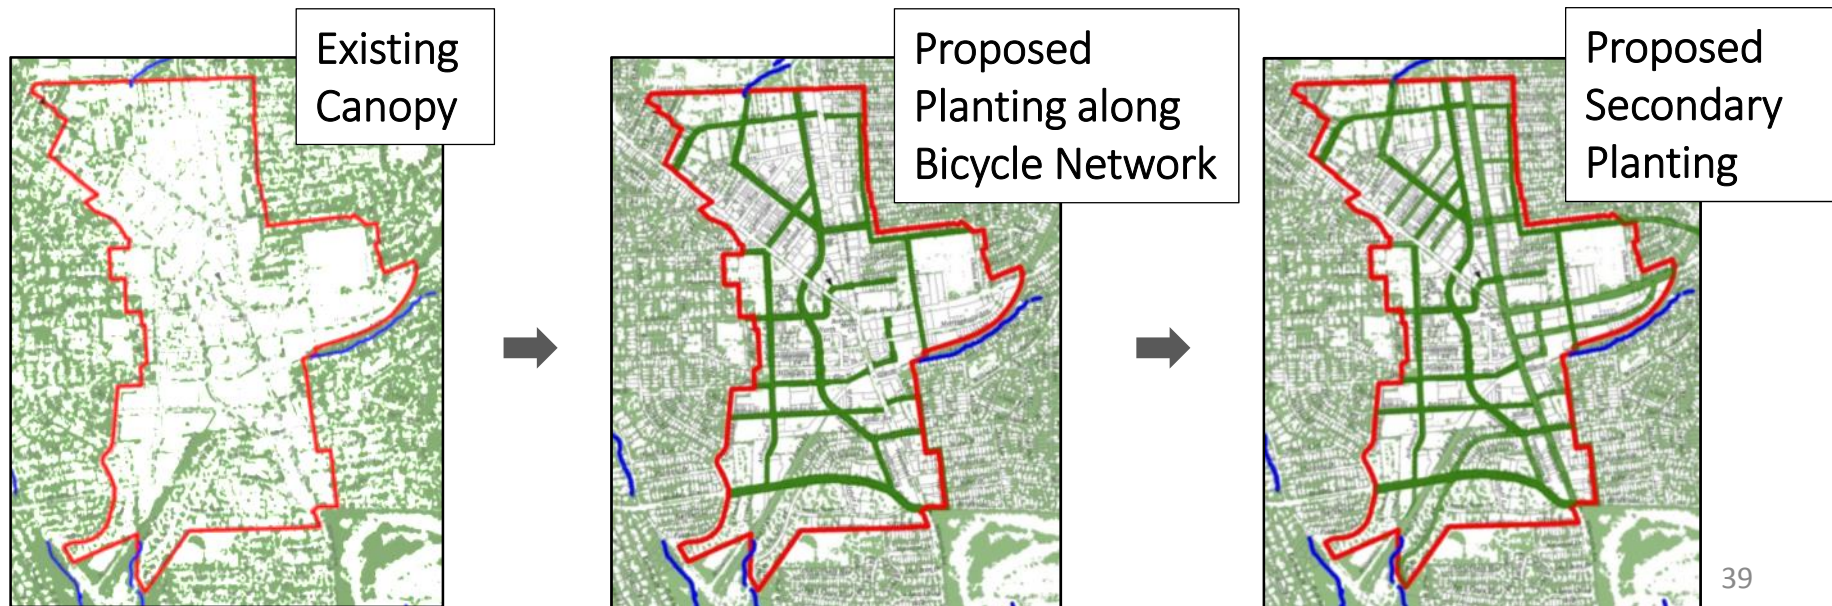 Existing
Canopy
Proposed
Planting along
Bicycle Network
Proposed
Secondary
Planting
39